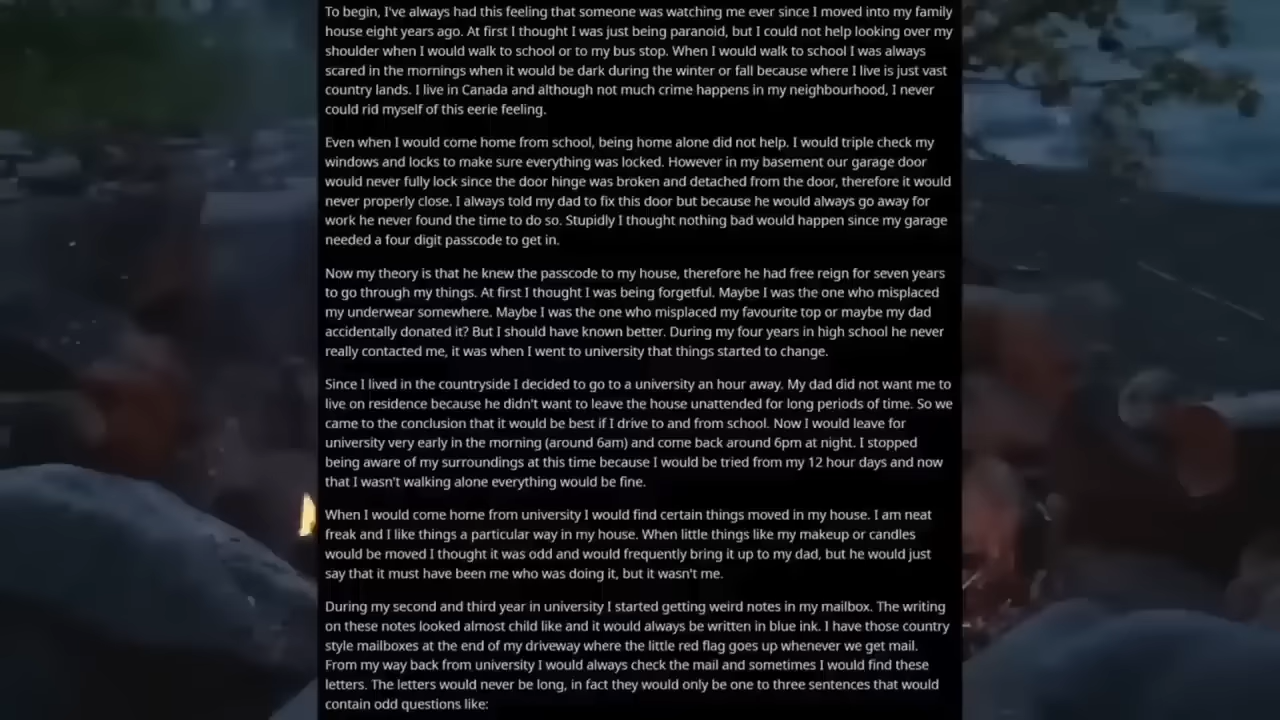 To begin, I've always had this feeling that someone was watching me ever since I moved into my family
house eight years ago. At first I thought I was just being paranoid, but I could not help looking over my
shoulder when I would walk to school or to my bus stop. When I would walk to school I was always
scared in the mornings when it would be dark during the winter or fall because where I live is just vast
country lands. I live in Canada and although not much crime happens in my neighbourhood, I never
could rid myself of this eerie feeling.
Even when I would come home from school, being home alone did not help. I would triple check my
windows and locks to make sure everything was locked. However in my basement our garage door
would never fully lock since the door hinge was broken and detached from the door, therefore it would
never properly close. I always told my dad to fix this door but because he would always go away for
work he never found the time to do so. Stupidly I thought nothing bad would happen since my garage
needed a four digit passcode to get in.
Now my theory is that he knew the passcode to my house, therefore he had free reign for seven years
to go through my things. At first I thought I was being forgetful. Maybe I was the one who misplaced
my underwear somewhere. Maybe I was the one who misplaced my favourite top or maybe my dad
accidentally donated it? But I should have known better. During my four years in high school he never
really contacted me, it was when I went to university that things started to change.
Since I lived in the countryside I decided to go to a university an hour away. My dad did not want me to
live on residence because he didn't want to leave the house unattended for long periods of time. So we
came to the conclusion that it would be best if I drive to and from school. Now I would leave for
university very early in the morning (around 6am) and come back around 6pm at night. I stopped
being aware of my surroundings at this time because I would be tried from my 12 hour days and now
that I wasn't walking alone everything would be fine.
When I would come home from university I would find certain things moved in my house. I am neat
freak and I like things a particular way in my house. When little things like my makeup or candles
would be moved I thought it was odd and would frequently bring it up to my dad, but he would just
say that it must have been me who was doing it, but it wasn't me.
During my second and third year in university I started getting weird notes in my mailbox. The writing
on these notes looked almost child like and it would always be written in blue ink. I have those country
style mailboxes at the end of my driveway where the little red flag goes up whenever we get mail.
From my way back from university I would always check the mail and sometimes I would find these
letters. The letters would never be long, in fact they would only be one to three sentences that would
contain odd questions like: